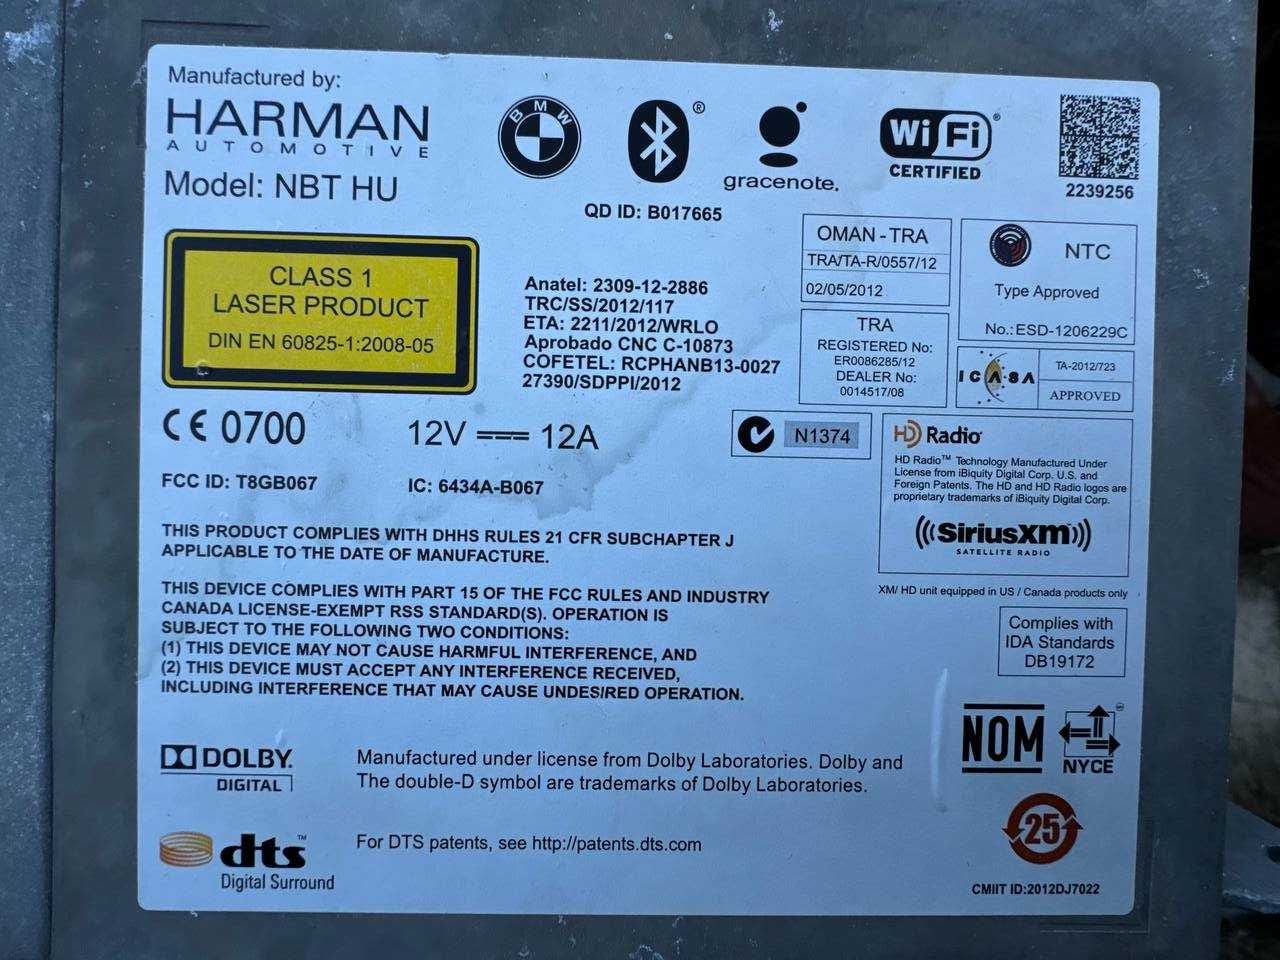 Manufactured by:
HARMAN
AUTOMOTIVE
Model: NBT HU
BMW
®
gracenote.
Wi Fi ®
CERTIFIED
2239256
QD ID: B017665
CLASS 1
LASER PRODUCT
DIN EN 60825-1:2008-05
Anatel: 2309-12-2886
TRC/SS/2012/117
ETA: 2211/2012/WRLO
Aprobado CNC C-10873
COFETEL: RCPHANB13-0027
27390/SDPPI/2012
OMAN - TRA
TRA/TA-R/0557/12
02/05/2012
NTC
Type Approved
No.: ESD-1206229C
TRA
REGISTERED No:
ER0086285/12
DEALER No:
0014517/08
ICASA
TA-2012/723
APPROVED
CE 0700
12V 12A
N1374
FCC ID: T8GB067
IC: 6434A-B067
HD Radio
HD Radio™ Technology Manufactured Under
License from iBiquity Digital Corp. U.S. and
Foreign Patents. The HD and HD Radio logos are
proprietary trademarks of iBiquity Digital Corp.
SiriusXM
SATELLITE RADIO
XM/ HD unit equipped in US / Canada products only
THIS PRODUCT COMPLIES WITH DHHS RULES 21 CFR SUBCHAPTER J
APPLICABLE TO THE DATE OF MANUFACTURE.
THIS DEVICE COMPLIES WITH PART 15 OF THE FCC RULES AND INDUSTRY
CANADA LICENSE-EXEMPT RSS STANDARD(S). OPERATION IS
SUBJECT TO THE FOLLOWING TWO CONDITIONS:
(1) THIS DEVICE MAY NOT CAUSE HARMFUL INTERFERENCE, AND
(2) THIS DEVICE MUST ACCEPT ANY INTERFERENCE RECEIVED,
INCLUDING INTERFERENCE THAT MAY CAUSE UNDESIRED OPERATION.
Complies with
IDA Standards
DB19172
NOM
NYCE
DOLBY.
DIGITAL
Manufactured under license from Dolby Laboratories. Dolby and
The double-D symbol are trademarks of Dolby Laboratories.
dts™
Digital Surround
For DTS patents, see http://patents.dts.com
25
CMIIT ID:2012DJ7022